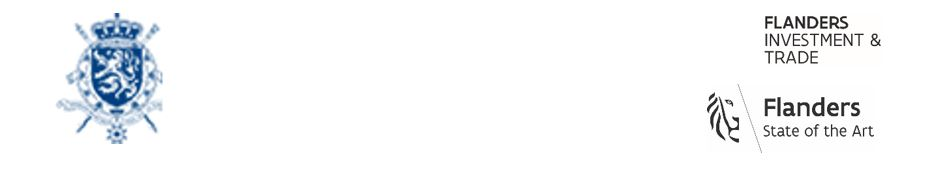 FLANDERS
INVESTMENT &
TRADE
Flanders
State of the Art